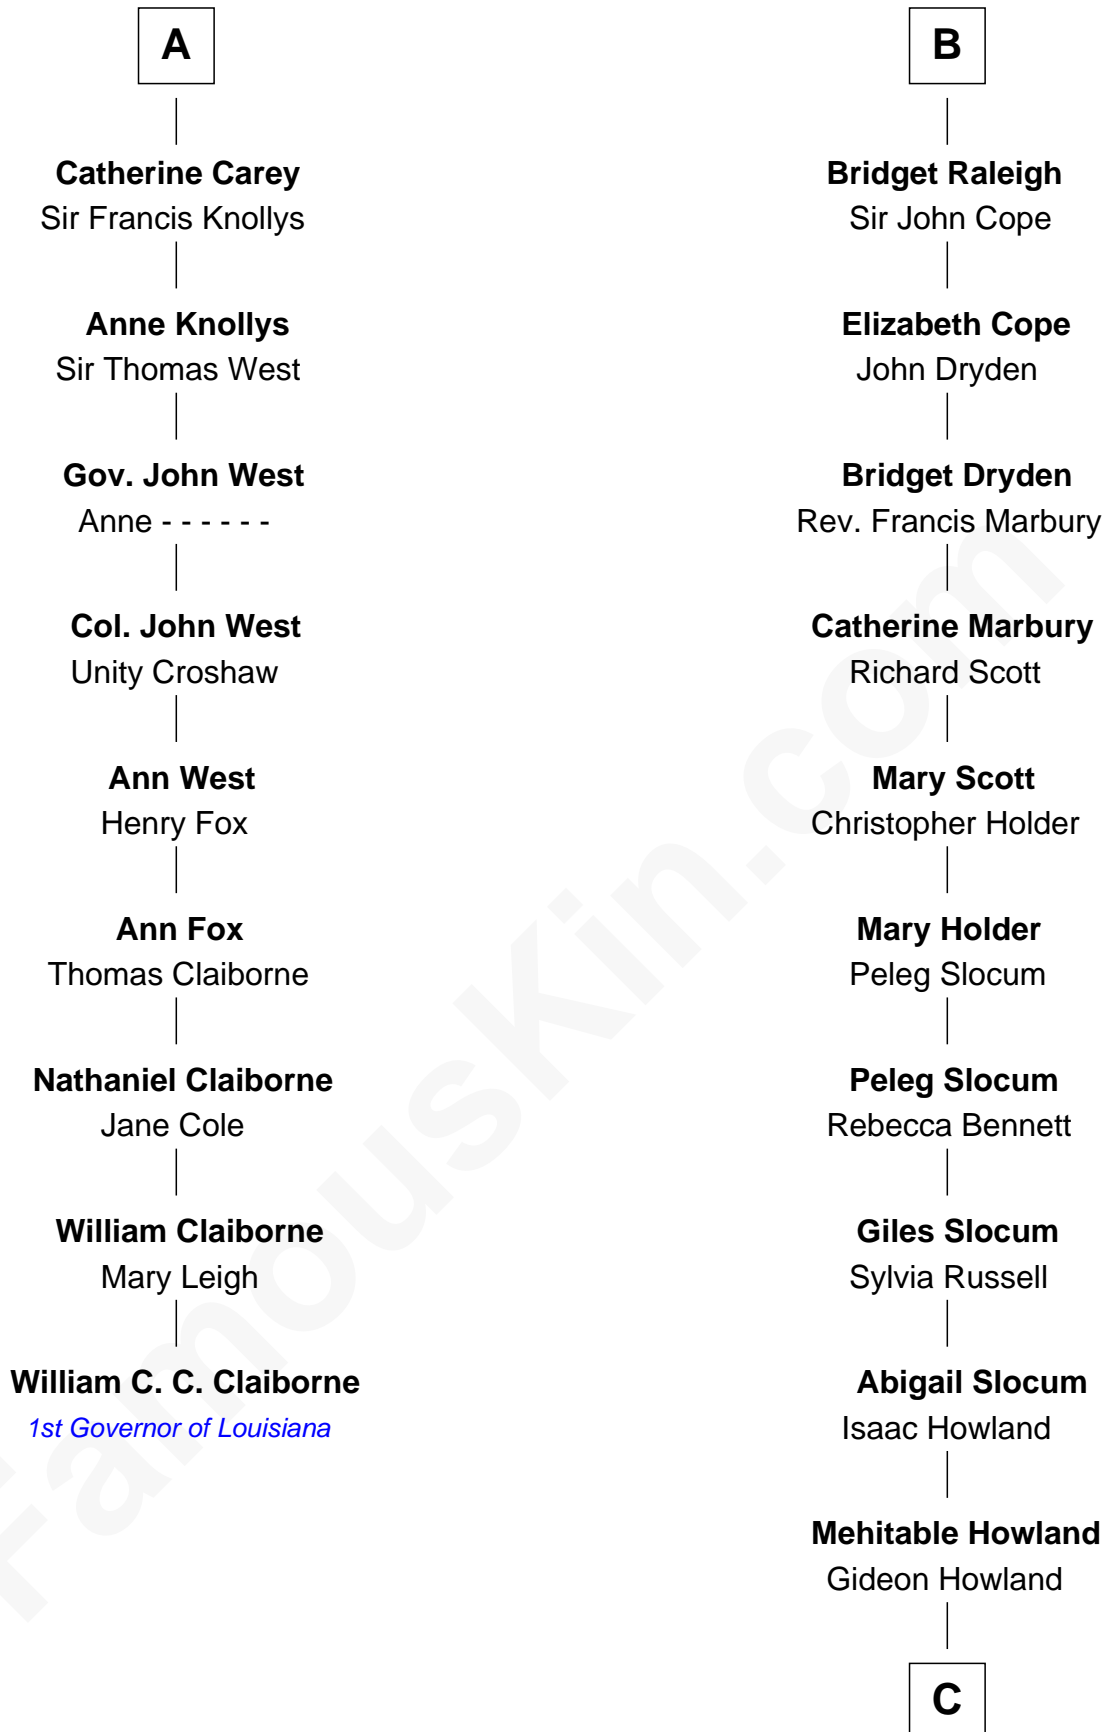 A
Catherine Carey
Sir Francis Knollys
Anne Knollys
Sir Thomas West
Gov. John West
Anne - - - - - -
Col. John West
Unity Croshaw
Ann West
Henry Fox
Ann Fox
Thomas Claiborne
Nathaniel Claiborne
Jane Cole
William Claiborne
Mary Leigh
William C. C. Claiborne
1st Governor of Louisiana
B
Bridget Raleigh
Sir John Cope
Elizabeth Cope
John Dryden
Bridget Dryden
Rev. Francis Marbury
Catherine Marbury
Richard Scott
Mary Scott
Christopher Holder
Mary Holder
Peleg Slocum
Peleg Slocum
Rebecca Bennett
Giles Slocum
Sylvia Russell
Abigail Slocum
Isaac Howland
Mehitable Howland
Gideon Howland
C
FamousKin.com